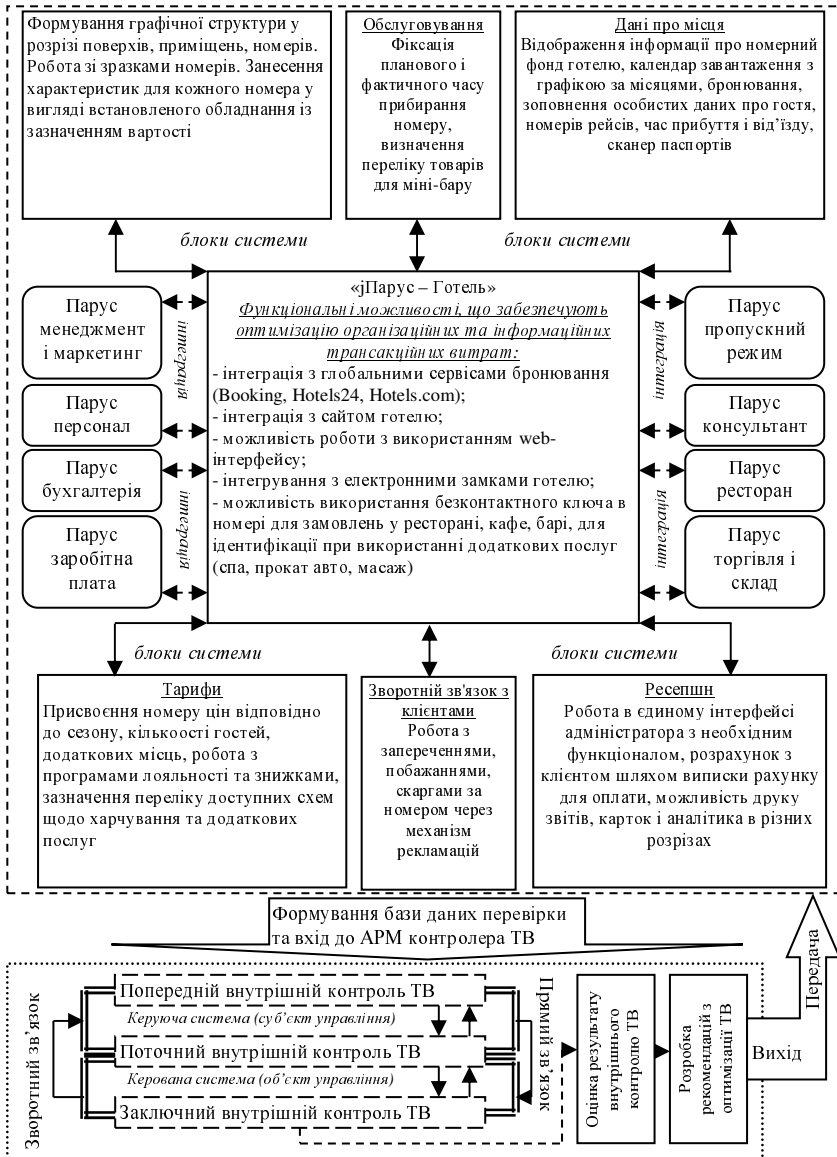 Формування графічної структури у
розрізі поверхів, приміщень, номерів.
Робота зі зразками номерів. Занесення
характеристик для кожного номера у
вигляді встановленого обладнання із
зазначенням вартості
Обслуговування
Фіксація
планового і
фактичного часу
прибирання
номеру,
визначення
переліку товарів
для міні-бару
Дані про місця
Відображення інформації про номерний
фонд готелю, календар завантаження з
графікою за місяцями, бронювання,
зоповнення особистих даних про гостя,
номерів рейсів, час прибуття і від’їзду,
сканер паспортів
блоки системи
блоки системи
Парус
менеджмент
і маркетинг
Парус
персонал
Парус
бухгалтерія
Парус
заробітна
плата
інтеграція
інтеграція
«јПарус – Готель»
Функціональні можливості, що забезпечують
оптимізацію організаційних та інформаційних
трансакційних витрат:
- інтеграція з глобальними сервісами бронювання
(Booking, Hotels24, Hotels.com);
- інтеграція з сайтом готелю;
- можливість роботи з використанням web-
інтерфейсу;
- інтегрування з електронними замками готелю;
- можливість використання безконтактного ключа в
номері для замовлень у ресторані, кафе, барі, для
ідентифікації при використанні додаткових послуг
(спа, прокат авто, масаж)
інтеграція
інтеграція
Парус
пропускний
режим
Парус
консультант
Парус
ресторан
Парус
торгівля і
склад
блоки системи
блоки системи
Тарифи
Присвоєння номеру цін відповідно
до сезону, кількоості гостей,
додаткових місць, робота з
програмами лояльності та знижками,
зазначення переліку доступних схем
щодо харчування та додаткових
послуг
Зворотній зв'язок з
клієнтами
Робота з
запереченнями,
побажаннями,
скаргами за
номером через
механізм
рекламацій
Ресепшн
Робота в єдиному інтерфейсі
адміністратора з необхідним
функціоналом, розрахунок з
клієнтом шляхом виписки рахунку
для оплати, можливість друку
звітів, карток і аналітика в різних
розрізах
Формування бази даних перевірки
та вхід до АРМ контролера ТВ
Передача
Зворотний зв’язок
Попередній внутрішній контроль ТВ
Керуюча система (суб’єкт управління)
Поточний внутрішній контроль ТВ
Керована система (об’єкт управління)
Заключний внутрішній контроль ТВ
Прямий зв’язок
Оцінка результату
внутрішнього
контролю ТВ
Розробка
рекомендацій з
оптимізації ТВ
Вихід